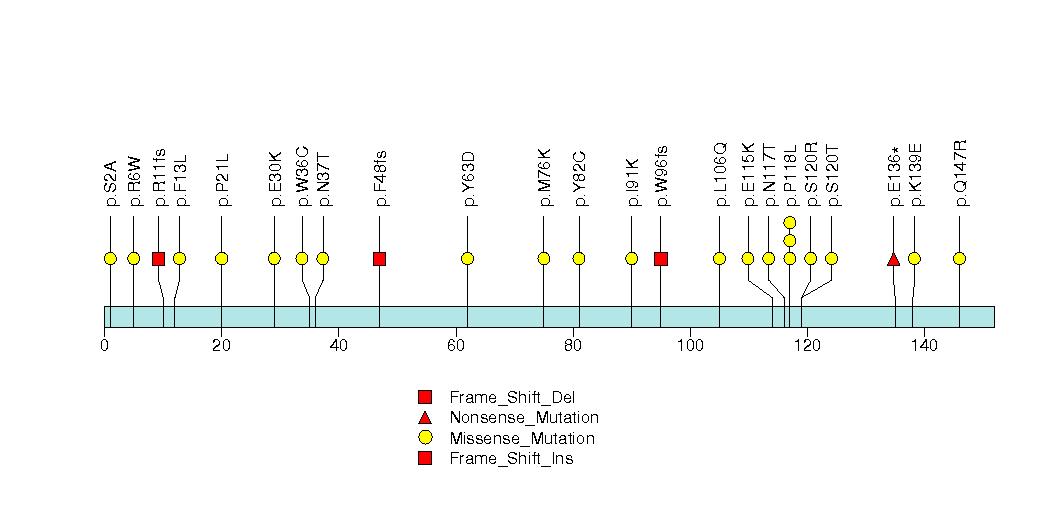 p.S2A
p.R6W
p.R11fs
p.F13L
p.P21L
p.E30K
p.W36C
p.N37T
p.F48fs
p.Y63D
p.M76K
p.Y82C
p.I91K
p.W96fs
p.L106Q
p.E115K
p.N117T
p.P118L
p.S120R
p.S120T
p.E136*
p.K139E
p.Q147R
0 20 40 60 80 100 120 140
Frame_Shift_Del
Nonsense_Mutation
Missense_Mutation
Frame_Shift_Ins